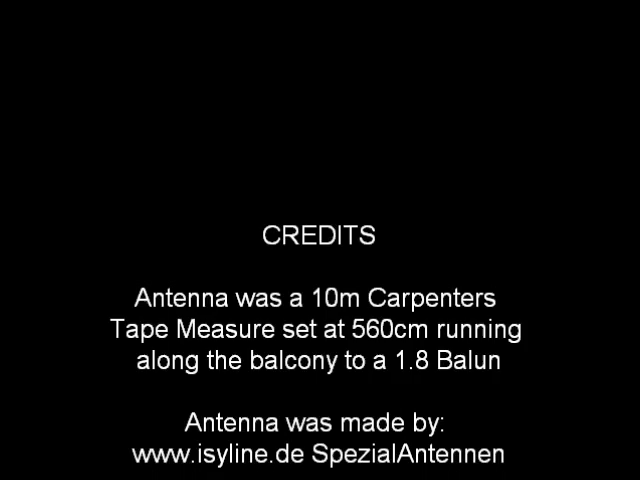 CREDITS
Antenna was a 10m Carpenters
Tape Measure set at 560cm running
along the balcony to a 1.8 Balun
Antenna was made by:
www.isyline.de SpezialAntennen